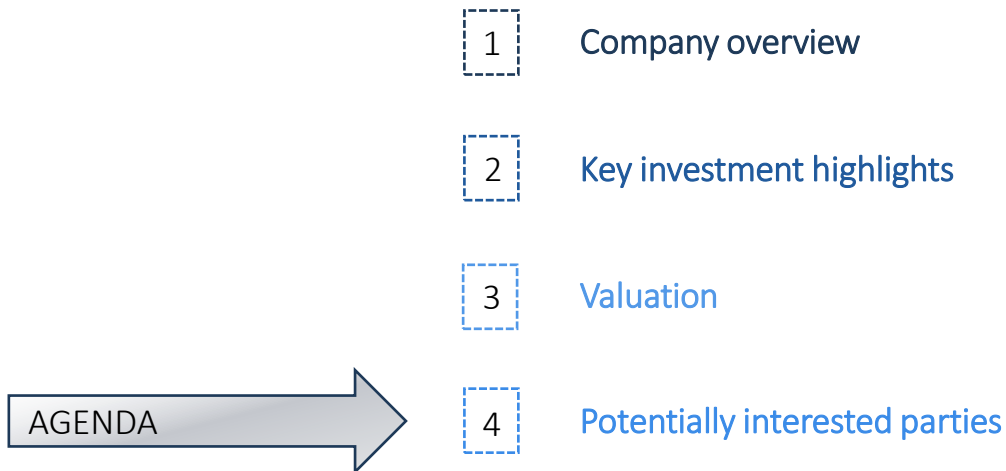 1 Company overview
2 Key investment highlights
3 Valuation
AGENDA 4 Potentially interested parties